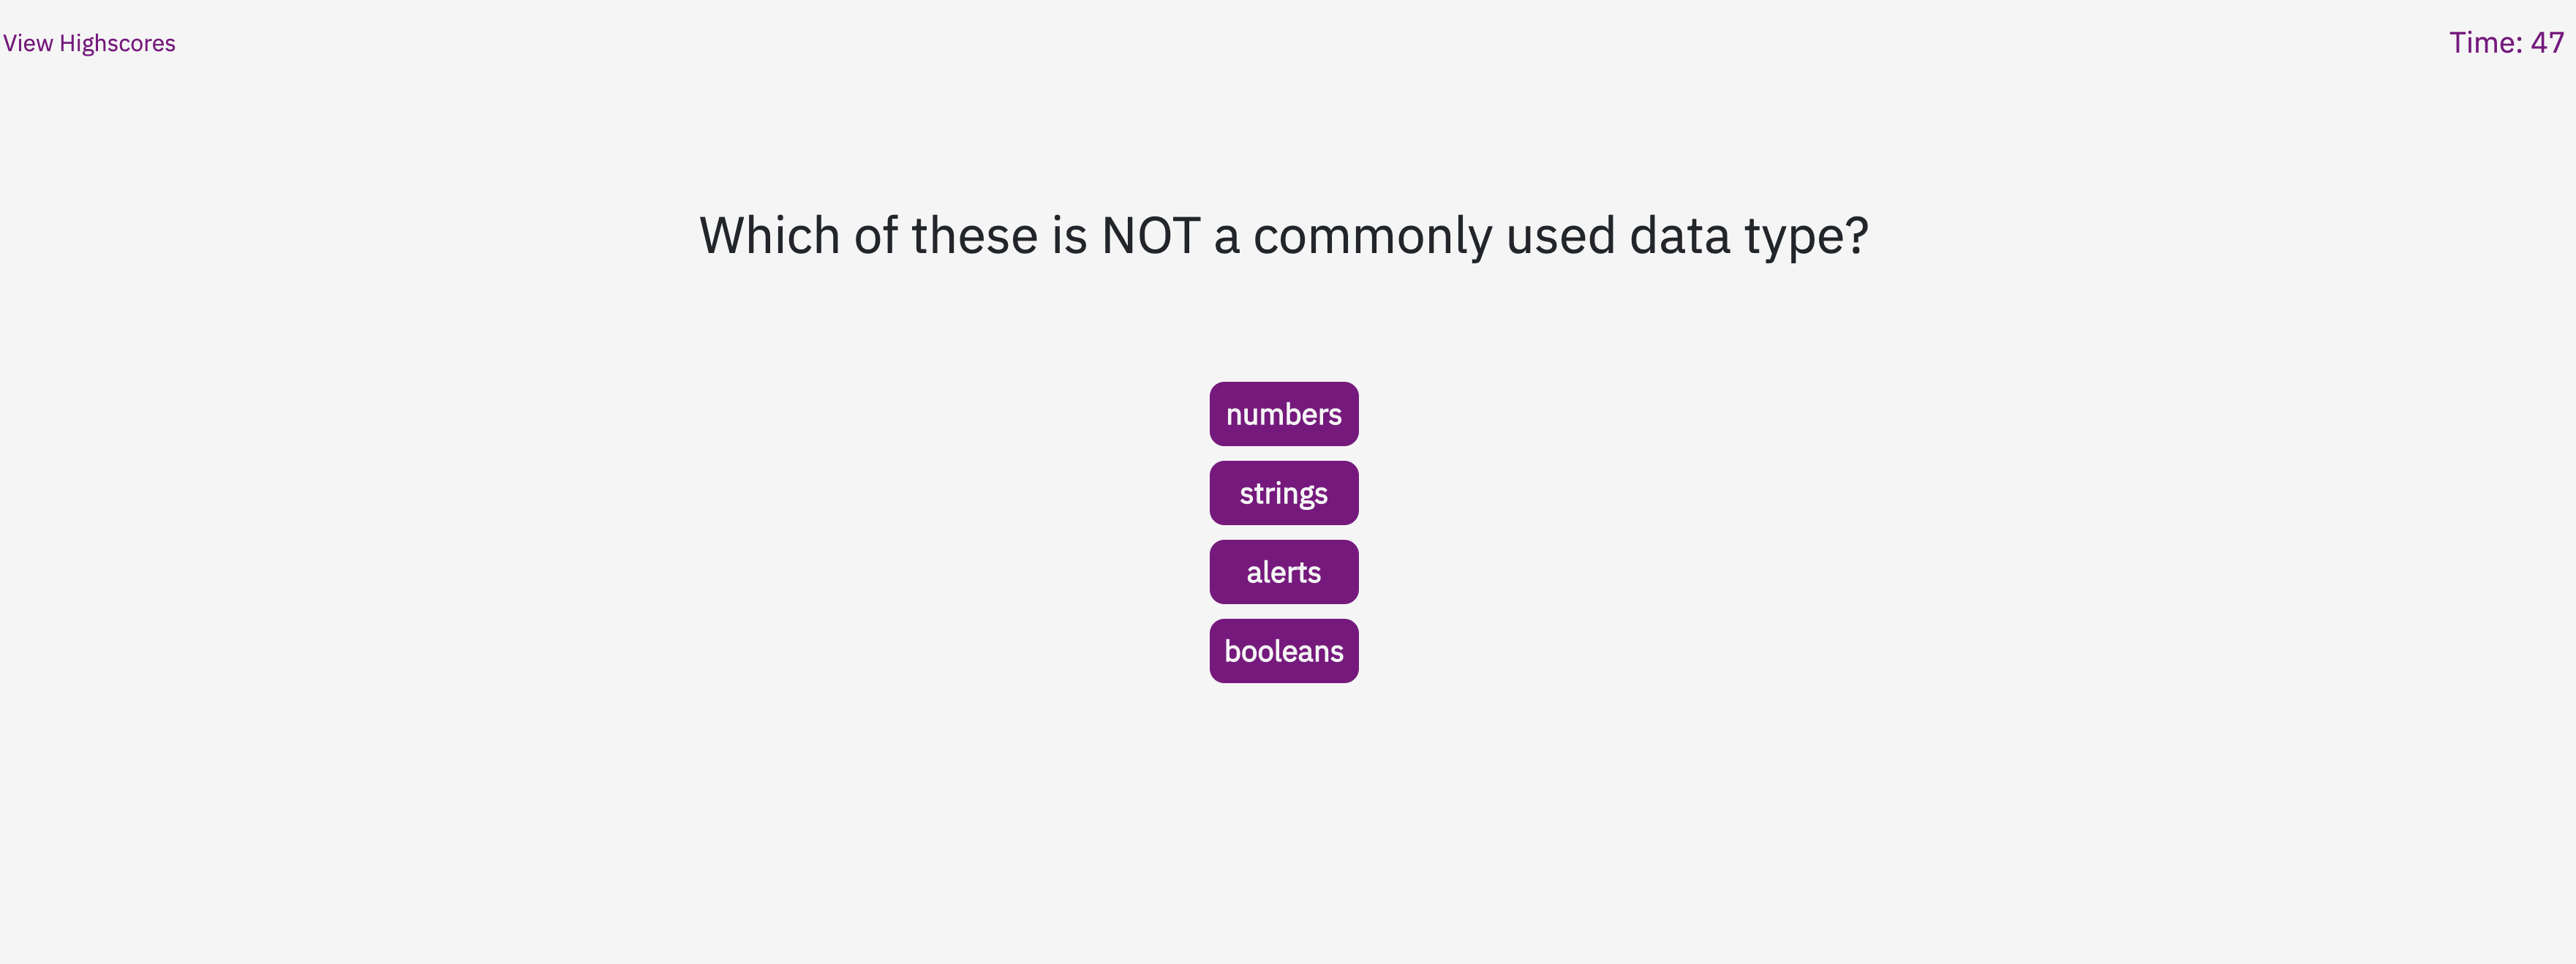 View Highscores
Time: 47
Which of these is NOT a commonly used data type?
numbers
strings
alerts
booleans